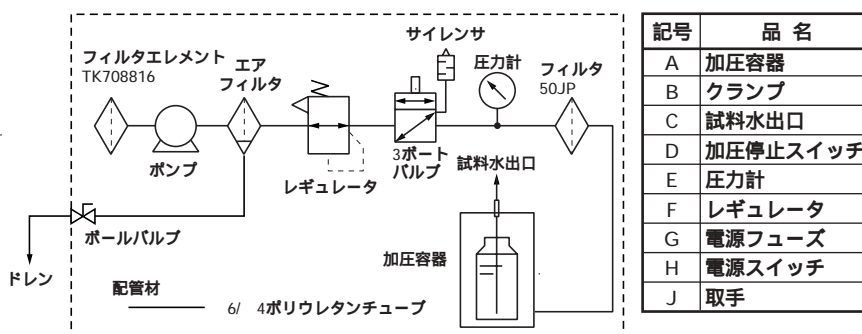 サイレンサ
フィルタエレメント
TK708816
エア
フィルタ
圧力計
フィルタ
50JP
ポンプ
レギュレータ
3ポート
バルブ
試料水出口
ボールバルブ
加圧容器
ドレン
配管材
6/ 4ポリウレタンチューブ
記号 品 名
A 加圧容器
B クランプ
C 試料水出口
D 加圧停止スイッチ
E 圧力計
F レギュレータ
G 電源フューズ
H 電源スイッチ
J 取手